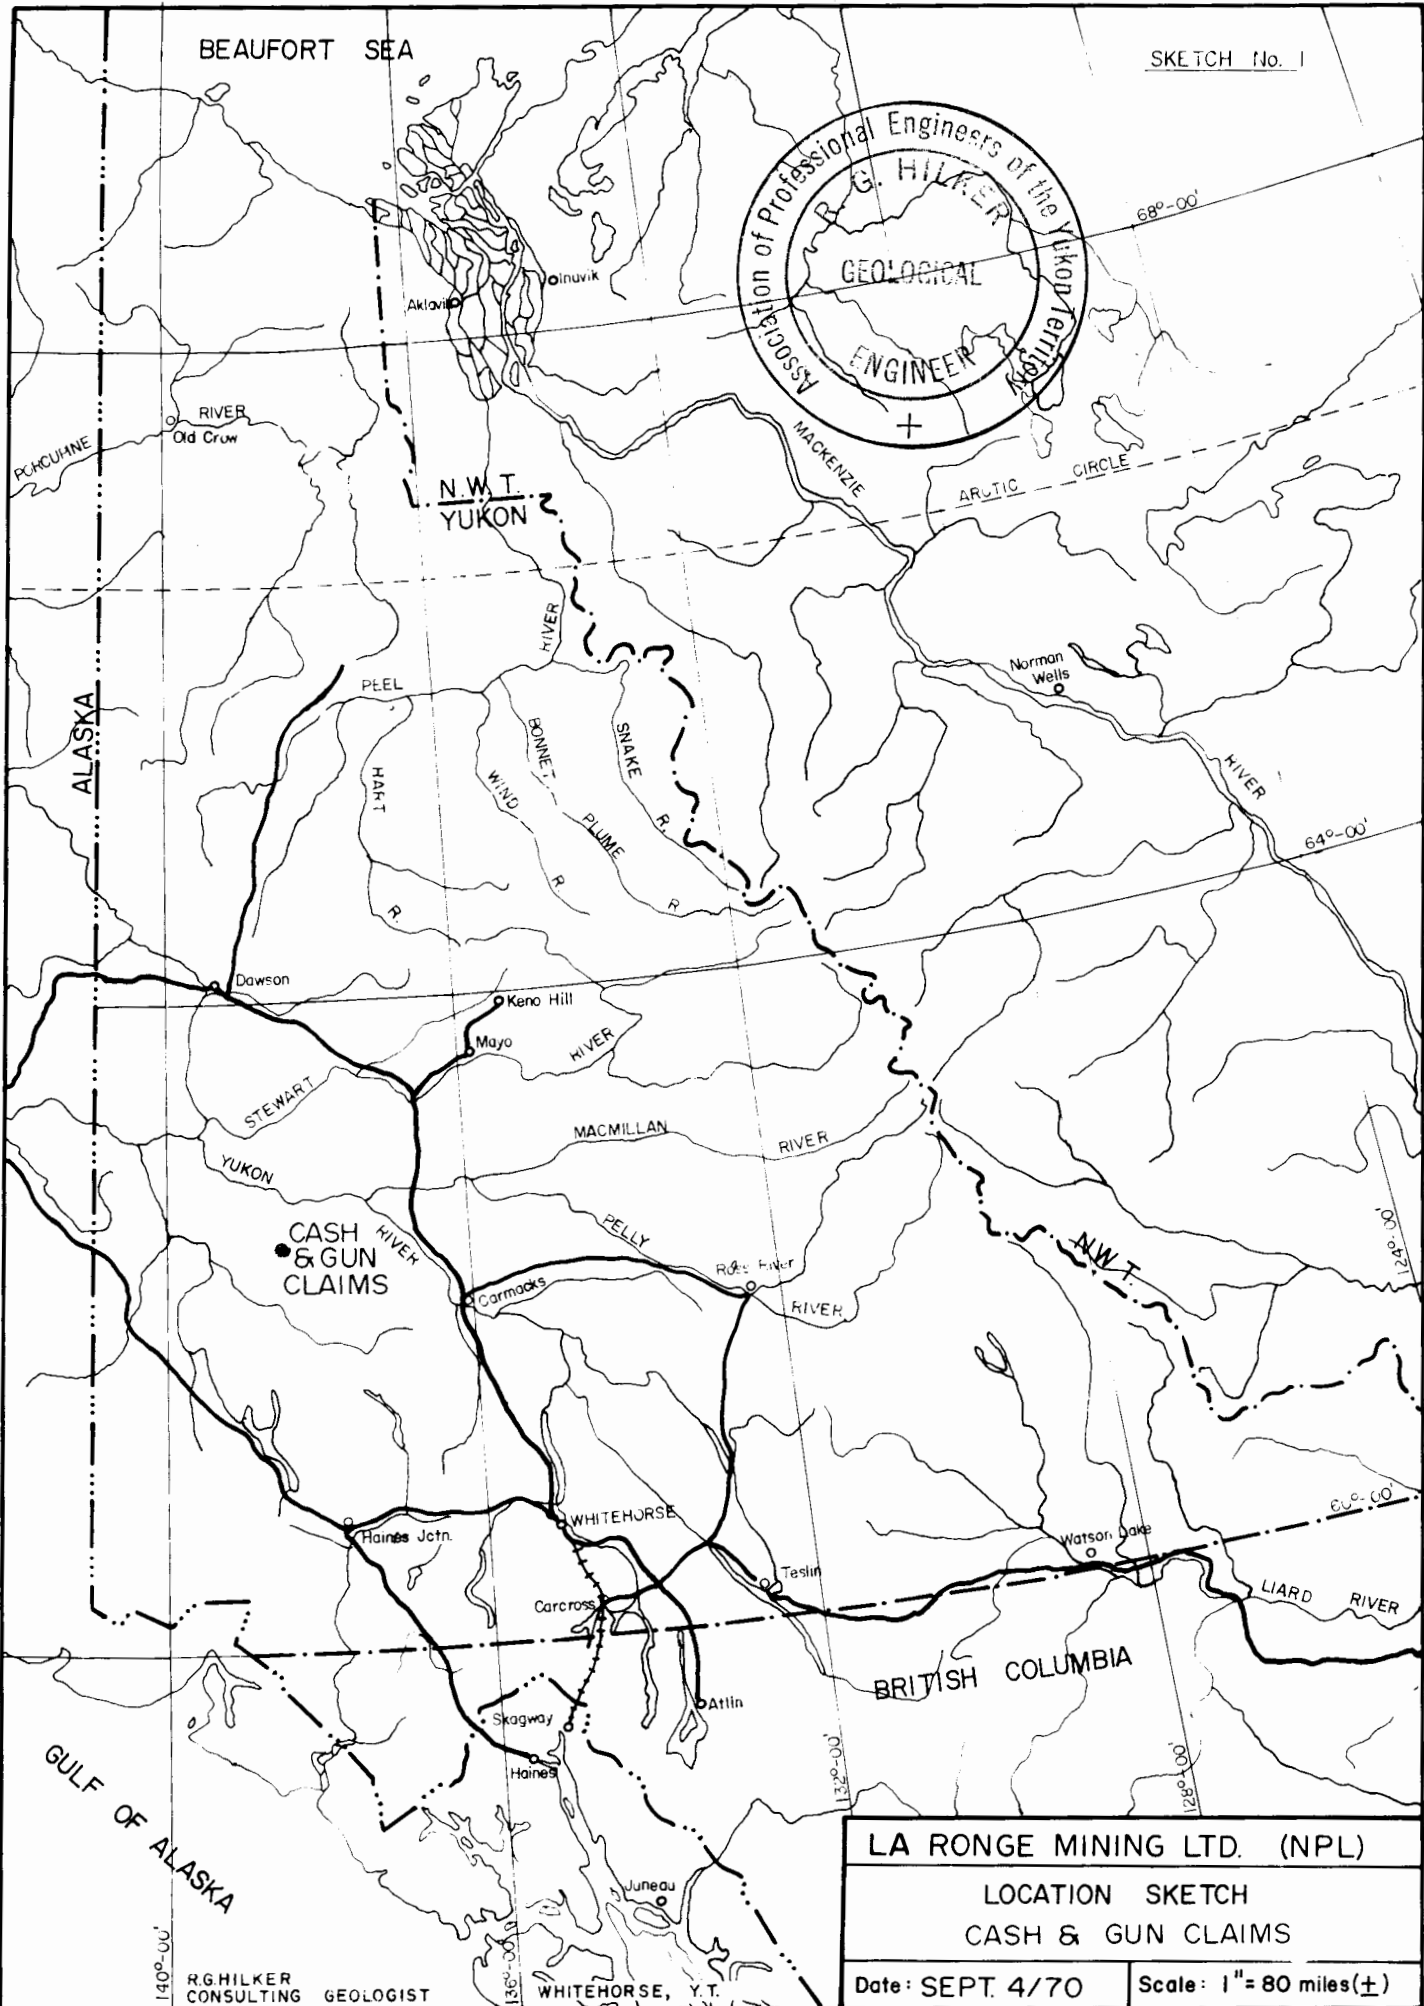 BEAUFORT SEA
SKETCH No. 1
Association of Professional Engineers of the Yukon Territory
R. G. HILKER
GEOLOGICAL
ENGINEER
68°-00'
Inuvik
Aklavik
RIVER
Old Crow
MACKENZIE
ARCTIC CIRCLE
N.W.T.
YUKON
RIVER
Norman
Wells
PEEL
ALASKA
HART
R.
WIND
R.
BONNET
PLUME
R.
SNAKE
R.
RIVER
64°-00'
Dawson
Keno Hill
Mayo
RIVER
STEWART
MACMILLAN
RIVER
YUKON
RIVER
CASH
& GUN
CLAIMS
PELLY
Ross River
RIVER
Carmacks
N.W.T.
124°-00'
60°-00'
WHITEHORSE
Haines Jctn.
Watson Lake
Teslin
LIARD RIVER
Carcross
BRITISH COLUMBIA
Atlin
Skagway
Haines
GULF OF ALASKA
132°-00'
128°-00'
Juneau
140°-00'
136°-00'
LA RONGE MINING LTD. (NPL)
LOCATION SKETCH
CASH & GUN CLAIMS
Date: SEPT. 4/70
Scale: 1" = 80 miles(±)
R.G.HILKER
CONSULTING GEOLOGIST
WHITEHORSE, Y.T.